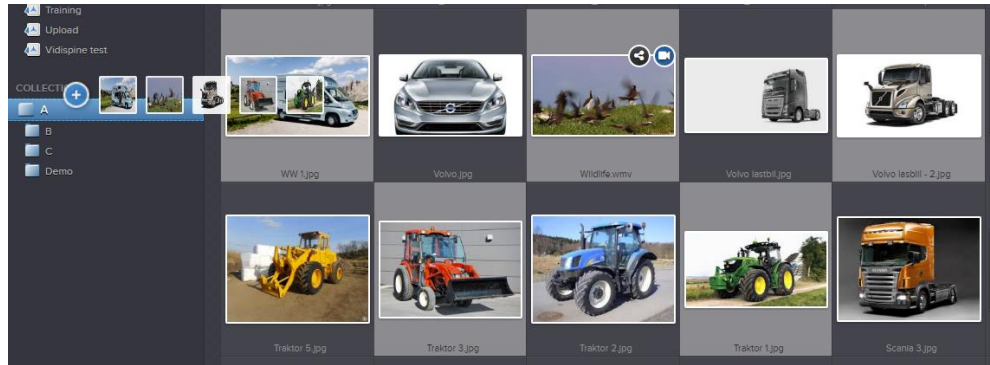 Training
Upload
Vidispine test
COLLECTI
A
B
C
Demo
WW 1.jpg
Volvo.jpg
Wildlife.wmv
Volvo lastbil.jpg
Volvo lasbill - 2.jpg
Traktor 5.jpg
Traktor 3.jpg
Traktor 2.jpg
Traktor 1.jpg
Scania 3.jpg